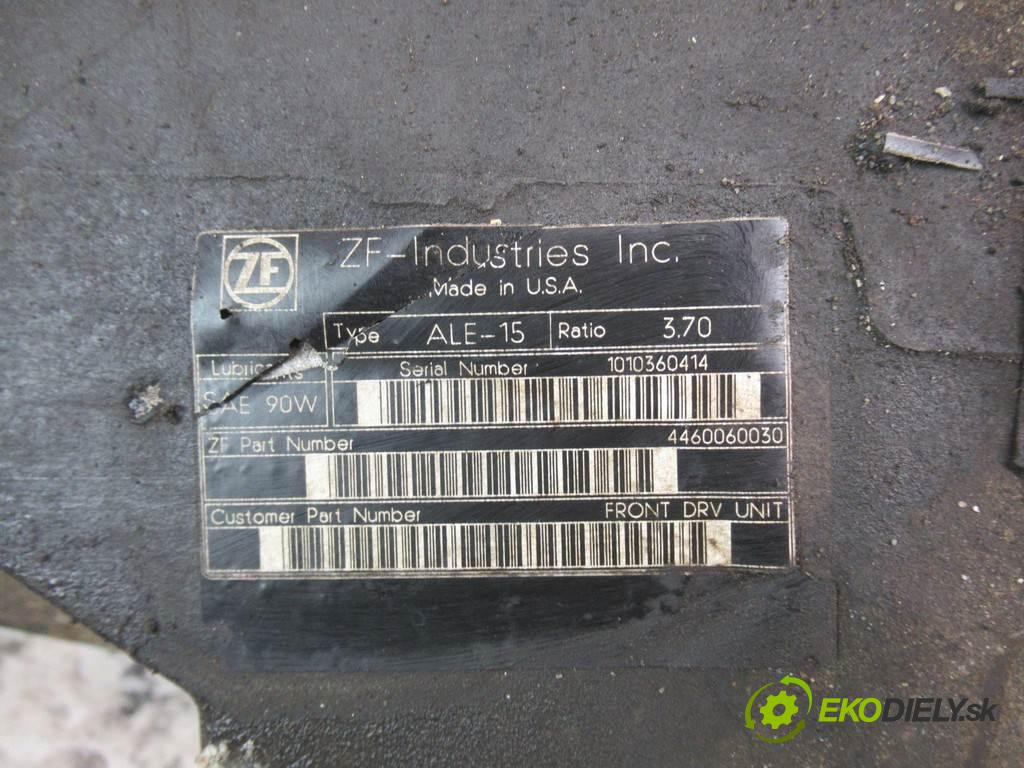 ZF
ZF-Industries Inc.
Made in U.S.A.
Type ALE-15 Ratio 3.70
Lubricants Serial Number 1010360414
SAE 90W
ZF Part Number 4460060030
Customer Part Number FRONT DRV UNIT
EKODIELY.sk